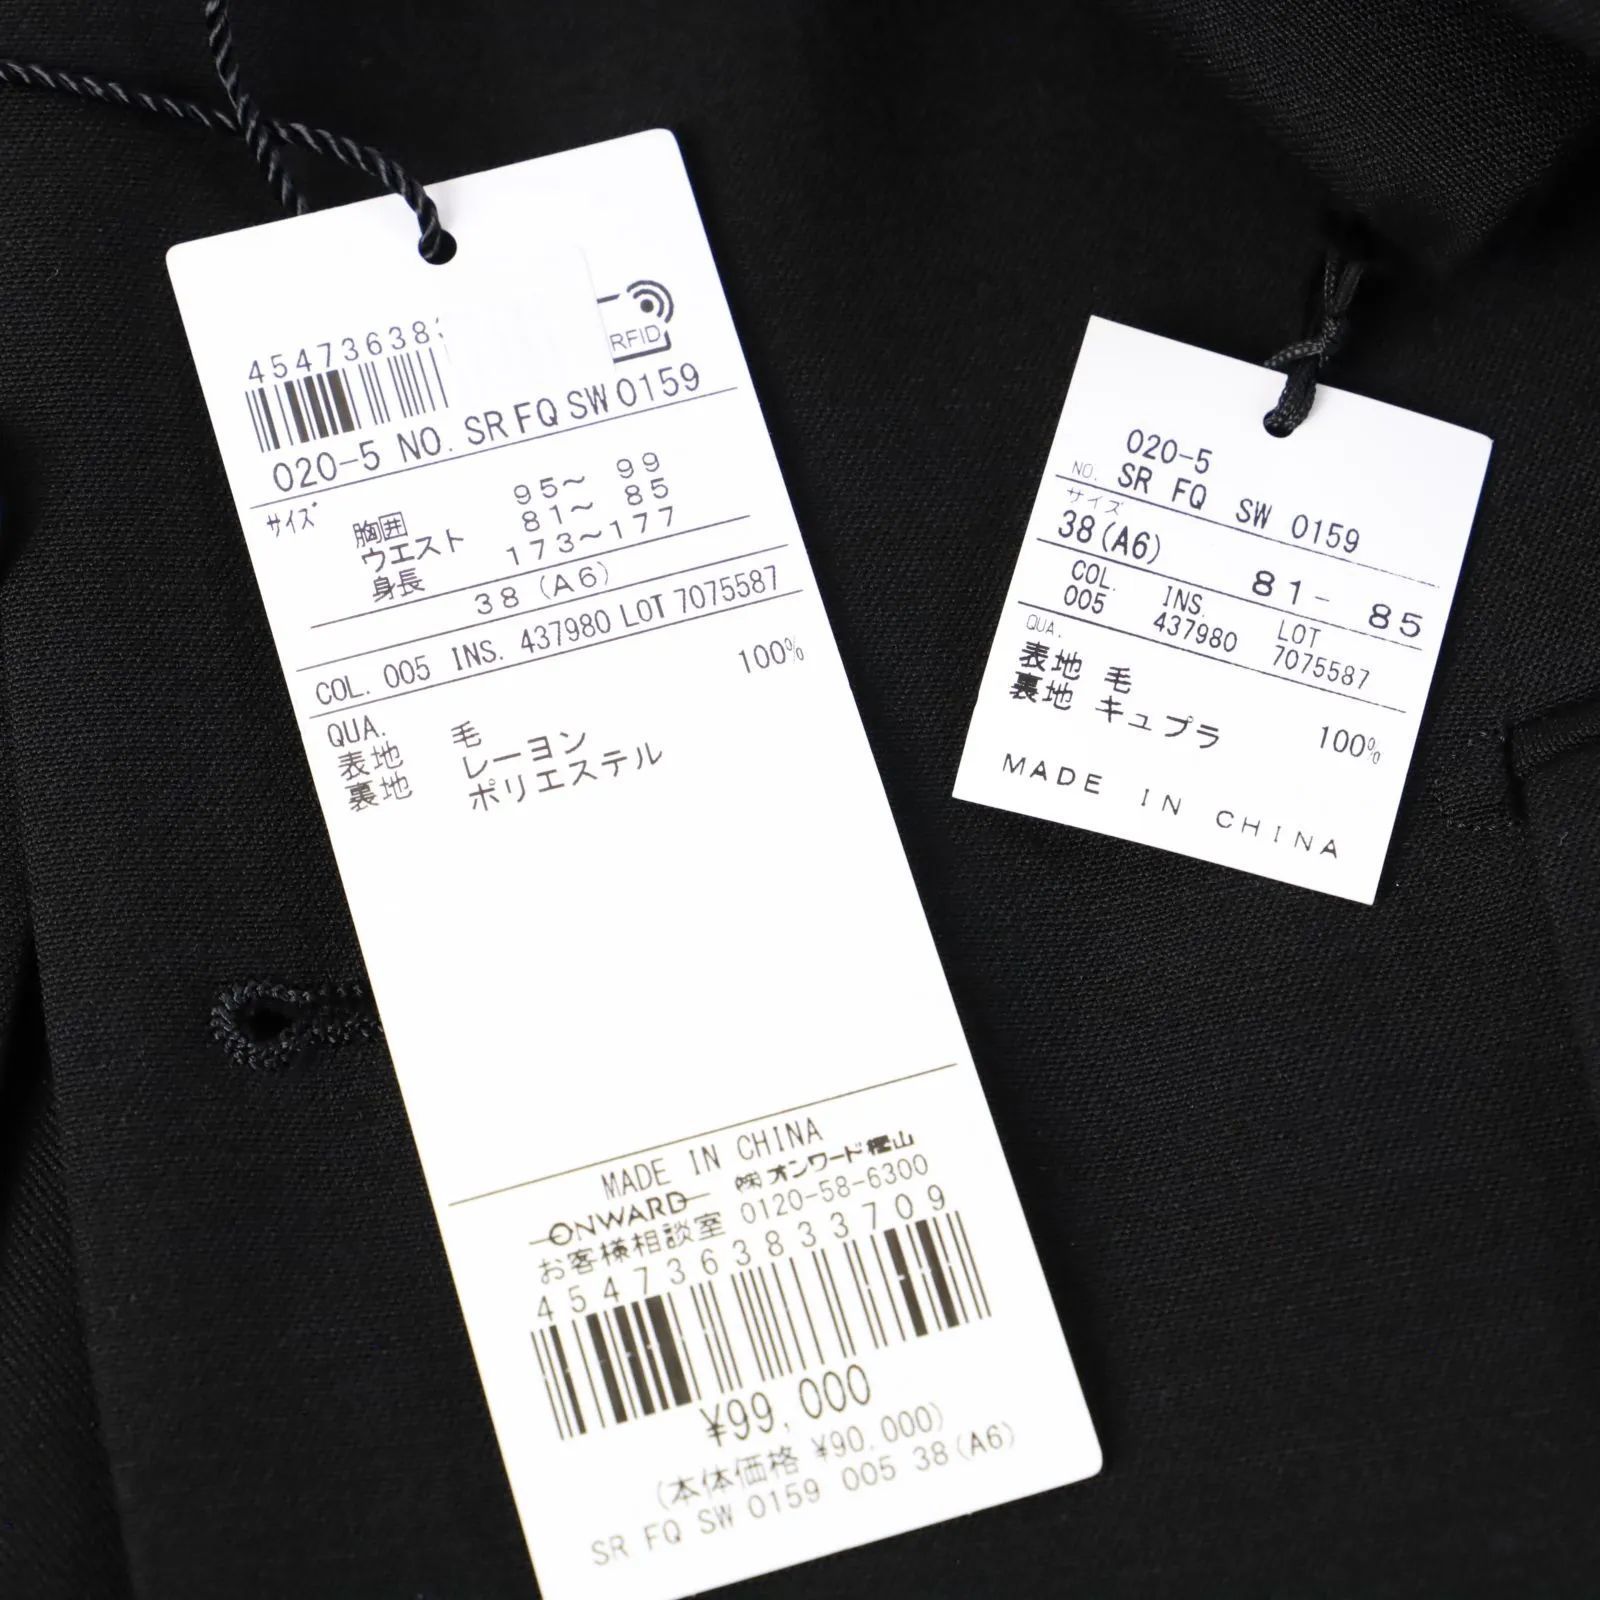 454736383
RFID
020-5 NO. SR FQ SW 0159
サイズ
胸囲 95～ 99
ウエスト 81～ 85
身長 173～177
38 (A6)
COL. 005 INS. 437980 LOT 7075587
QUA. 100%
表地 毛
裏地 レーヨン
ポリエステル
MADE IN CHINA
ONWARD ㈱オンワード樫山
お客様相談室 0120-58-6300
4547363833709
¥99,000
(本体価格 ¥90,000)
SR FQ SW 0159 005 38(A6)
020-5
NO. SR FQ SW 0159
サイズ
38(A6) 81- 85
COL. INS. LOT
005 437980 7075587
QUA.
表地 毛 100%
裏地 キュプラ
MADE IN CHINA